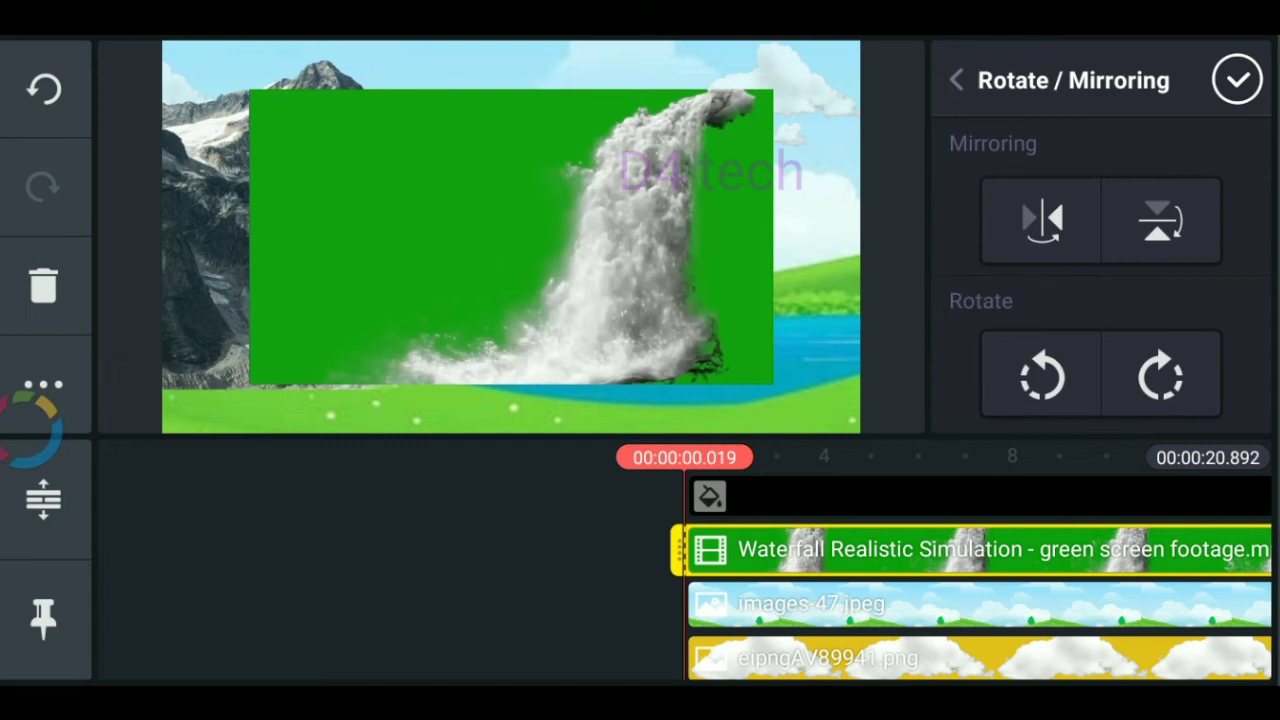 Rotate / Mirroring
Mirroring
D4 tech
Rotate
00:00:00.019
4
8
00:00:20.892
Waterfall Realistic Simulation - green screen footage.m
images-47.jpeg
eipngAV89941.png